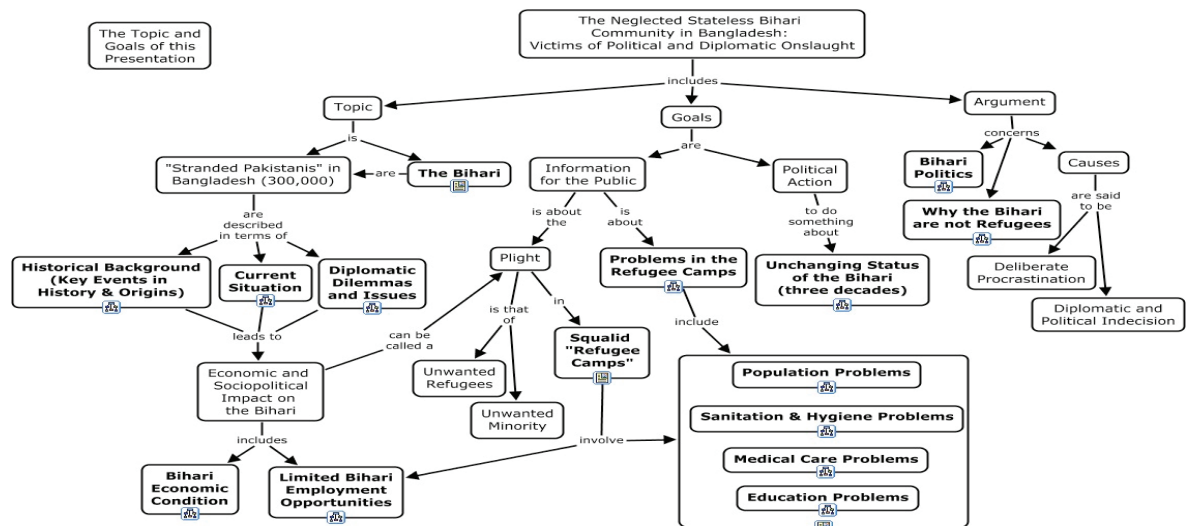 The Topic and
Goals of this
Presentation
The Neglected Stateless Bihari
Community in Bangladesh:
Victims of Political and Diplomatic Onslaught
includes
Topic
Goals
Argument
is
are
concerns
"Stranded Pakistanis" in
Bangladesh (300,000)
are
The Bihari
Information
for the Public
Political
Action
Bihari
Politics
Causes
are
described
in terms of
is about
the
is
about
to do
something
about
Why the Bihari
are not Refugees
are said
to be
Historical Background
(Key Events in
History & Origins)
Current
Situation
Diplomatic
Dilemmas
and Issues
Plight
Problems in the
Refugee Camps
Unchanging Status
of the Bihari
(three decades)
Deliberate
Procrastination
Diplomatic and
Political Indecision
leads to
can be
called a
is that
of
in
include
Squalid
"Refugee
Camps"
Economic and
Sociopolitical
Impact on
the Bihari
Unwanted
Refugees
Unwanted
Minority
Population Problems
Sanitation & Hygiene Problems
Medical Care Problems
Education Problems
includes
involve
Bihari
Economic
Condition
Limited Bihari
Employment
Opportunities